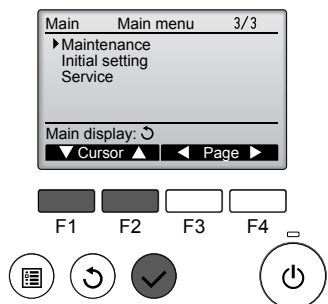 Main Main menu 3/3
Maintenance
Initial setting
Service
Main display:
Cursor Page
F1 F2 F3 F4